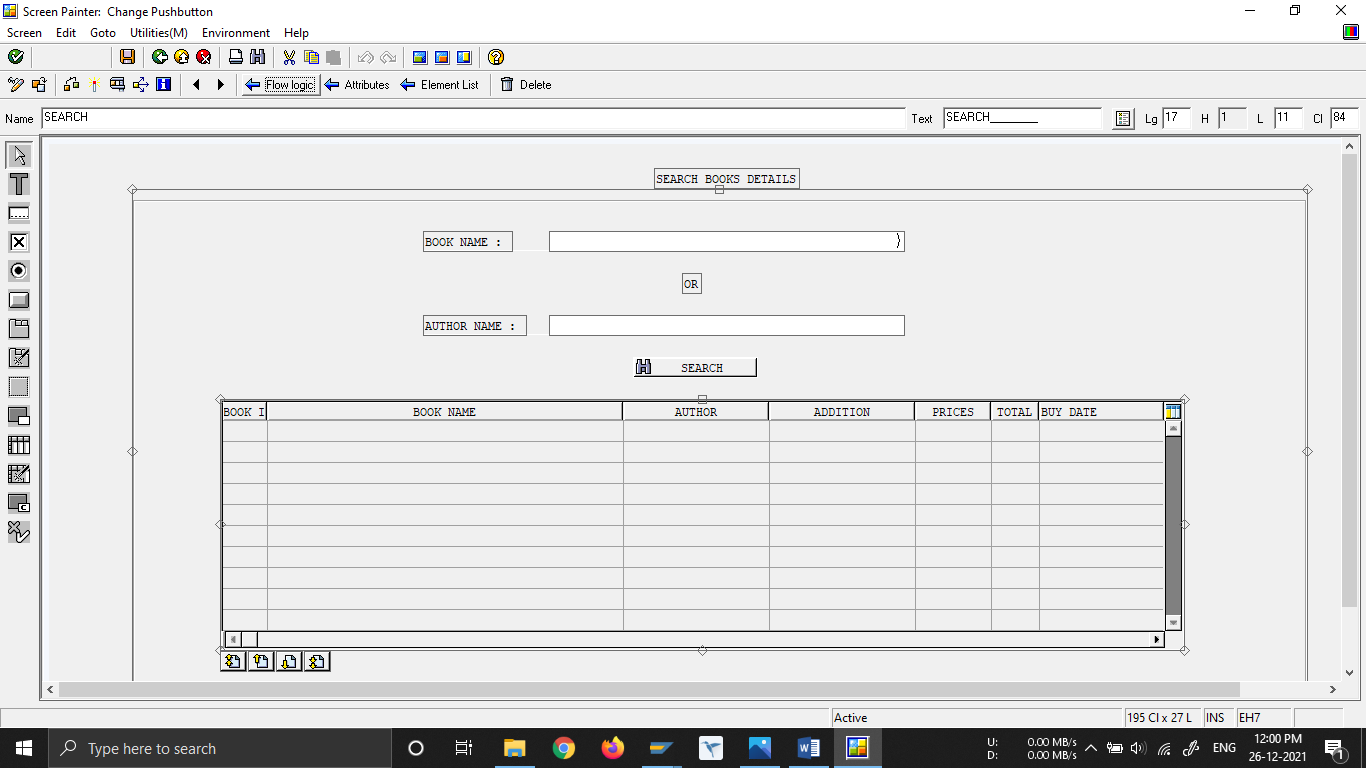 Screen Painter: Change Pushbutton
Screen Edit Goto Utilities(M) Environment Help
Flow logic Attributes Element List Delete
Name SEARCH Text SEARCH________ Lg 17 H 1 L 11 Cl 84
SEARCH BOOKS DETAILS
BOOK NAME :
OR
AUTHOR NAME :
SEARCH
BOOK I BOOK NAME AUTHOR ADDITION PRICES TOTAL BUY DATE
Active 195 Cl x 27 L INS EH7
Type here to search
U: 0.00 MB/s
D: 0.00 MB/s
ENG
12:00 PM
26-12-2021
1